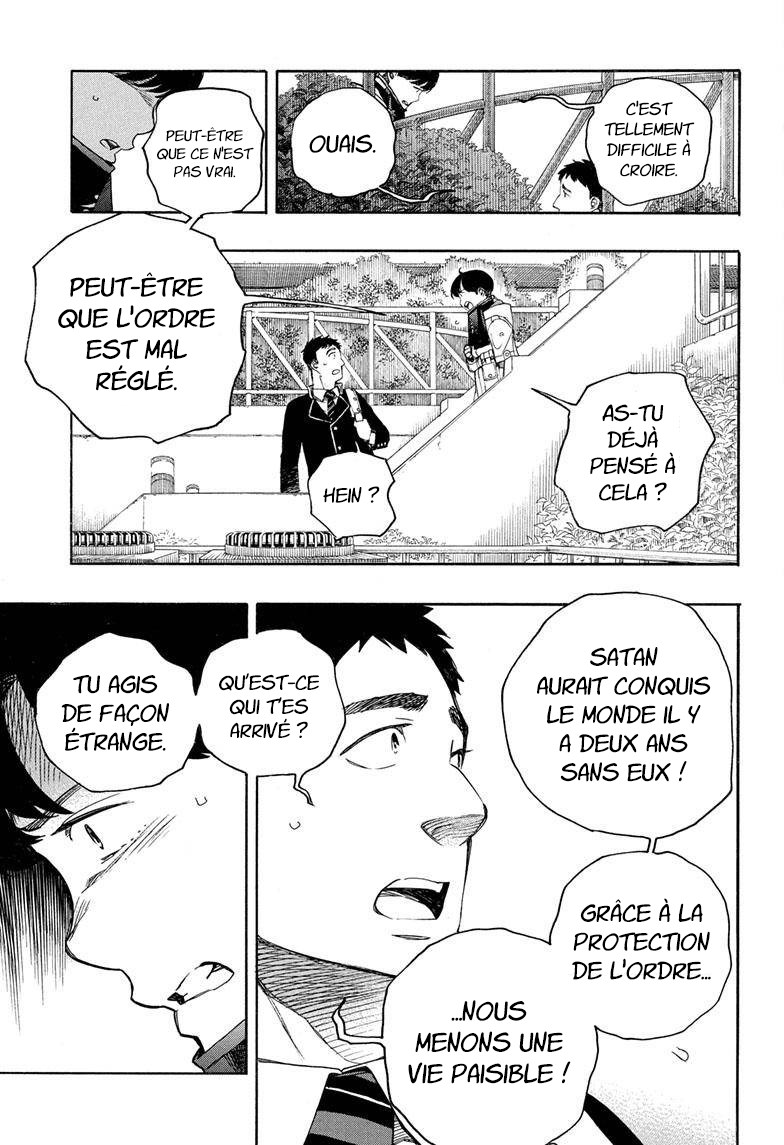 C'EST
TELLEMENT
DIFFICILE À
CROIRE.
OUAIS.
PEUT-ÊTRE
QUE CE N'EST
PAS VRAI.
PEUT-ÊTRE
QUE L'ORDRE
EST MAL
RÉGLÉ.
AS-TU
DÉJÀ
PENSÉ À
CELA ?
HEIN ?
SATAN
AURAIT CONQUIS
LE MONDE IL Y
A DEUX ANS
SANS EUX !
GRÂCE À LA
PROTECTION
DE L'ORDRE...
...NOUS
MENONS UNE
VIE PAISIBLE !
QU'EST-CE
QUI T'ES
ARRIVÉ ?
TU AGIS
DE FAÇON
ÉTRANGE.